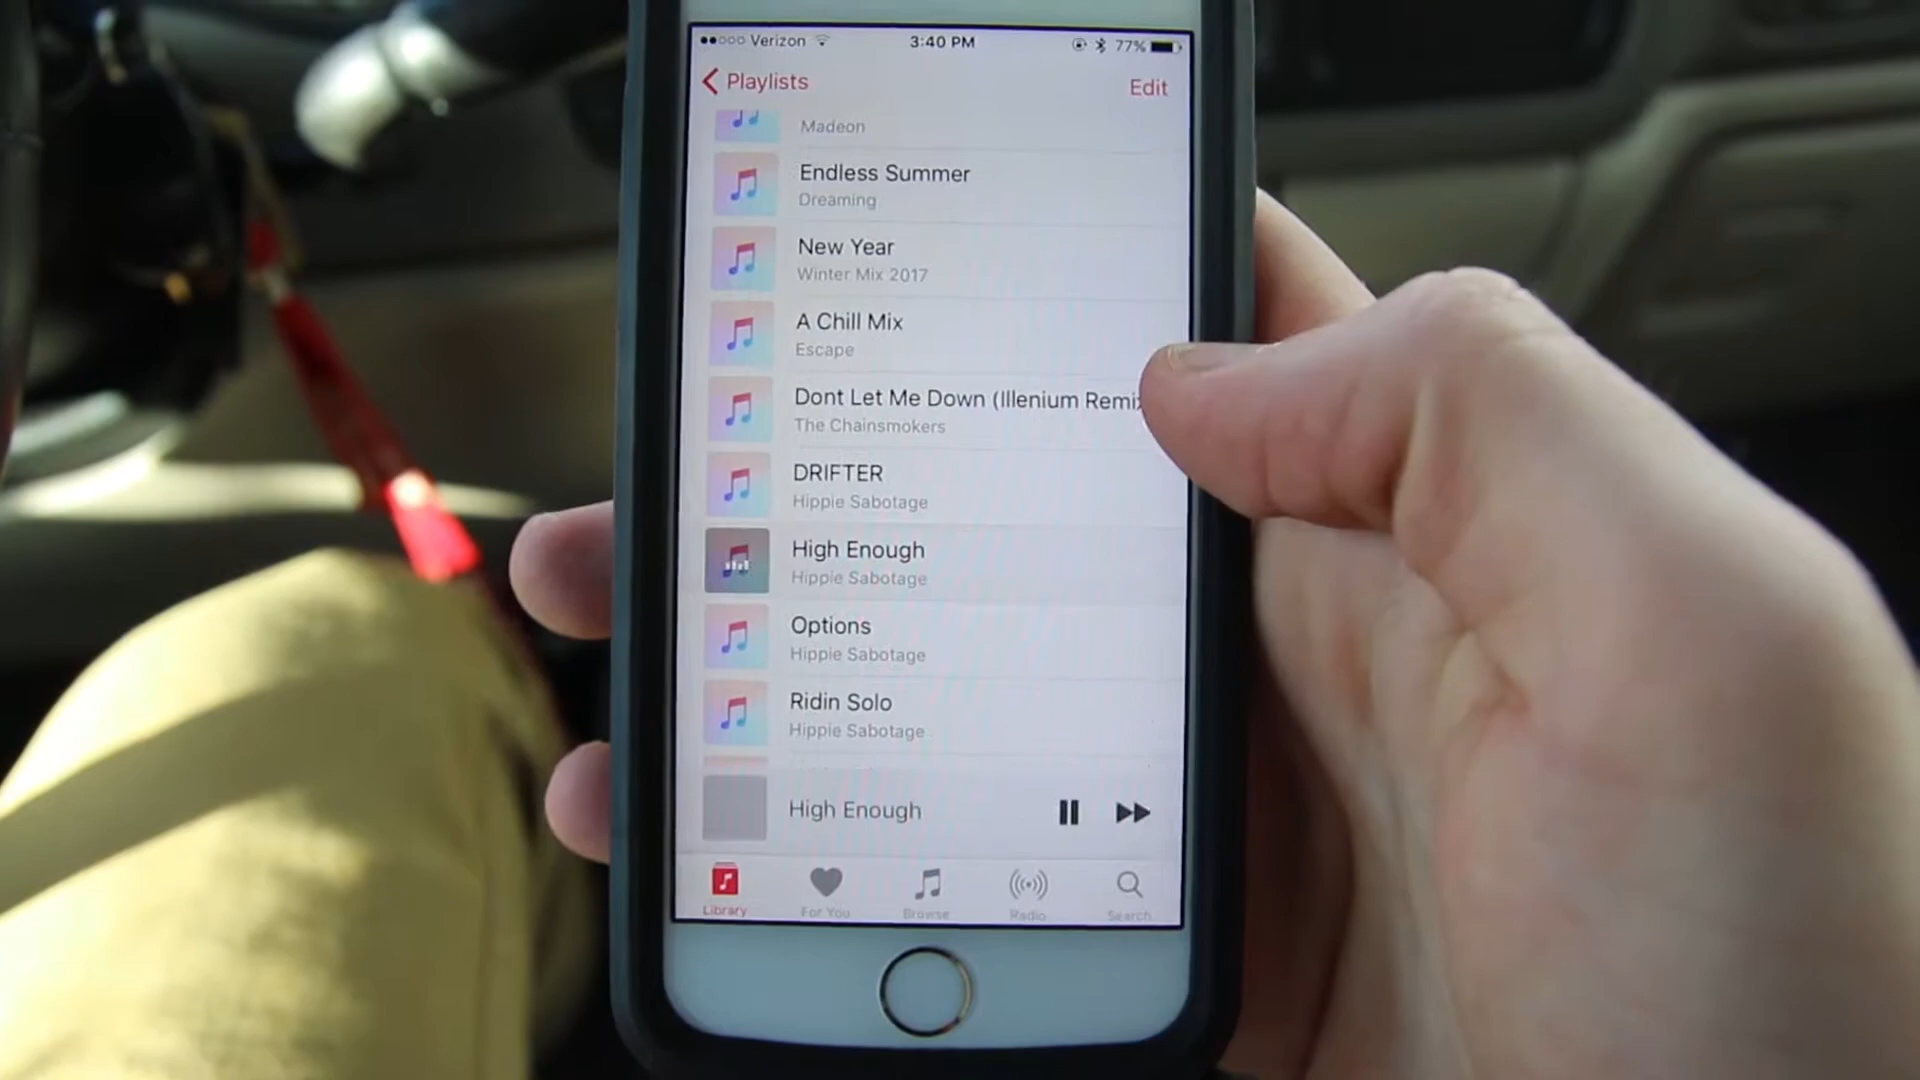 Verizon 3:40 PM 77%
Playlists Edit
Madeon
Endless Summer
Dreaming
New Year
Winter Mix 2017
A Chill Mix
Escape
Dont Let Me Down (Illenium Remix
The Chainsmokers
DRIFTER
Hippie Sabotage
High Enough
Hippie Sabotage
Options
Hippie Sabotage
Ridin Solo
Hippie Sabotage
High Enough
Library For You Browse Radio Search